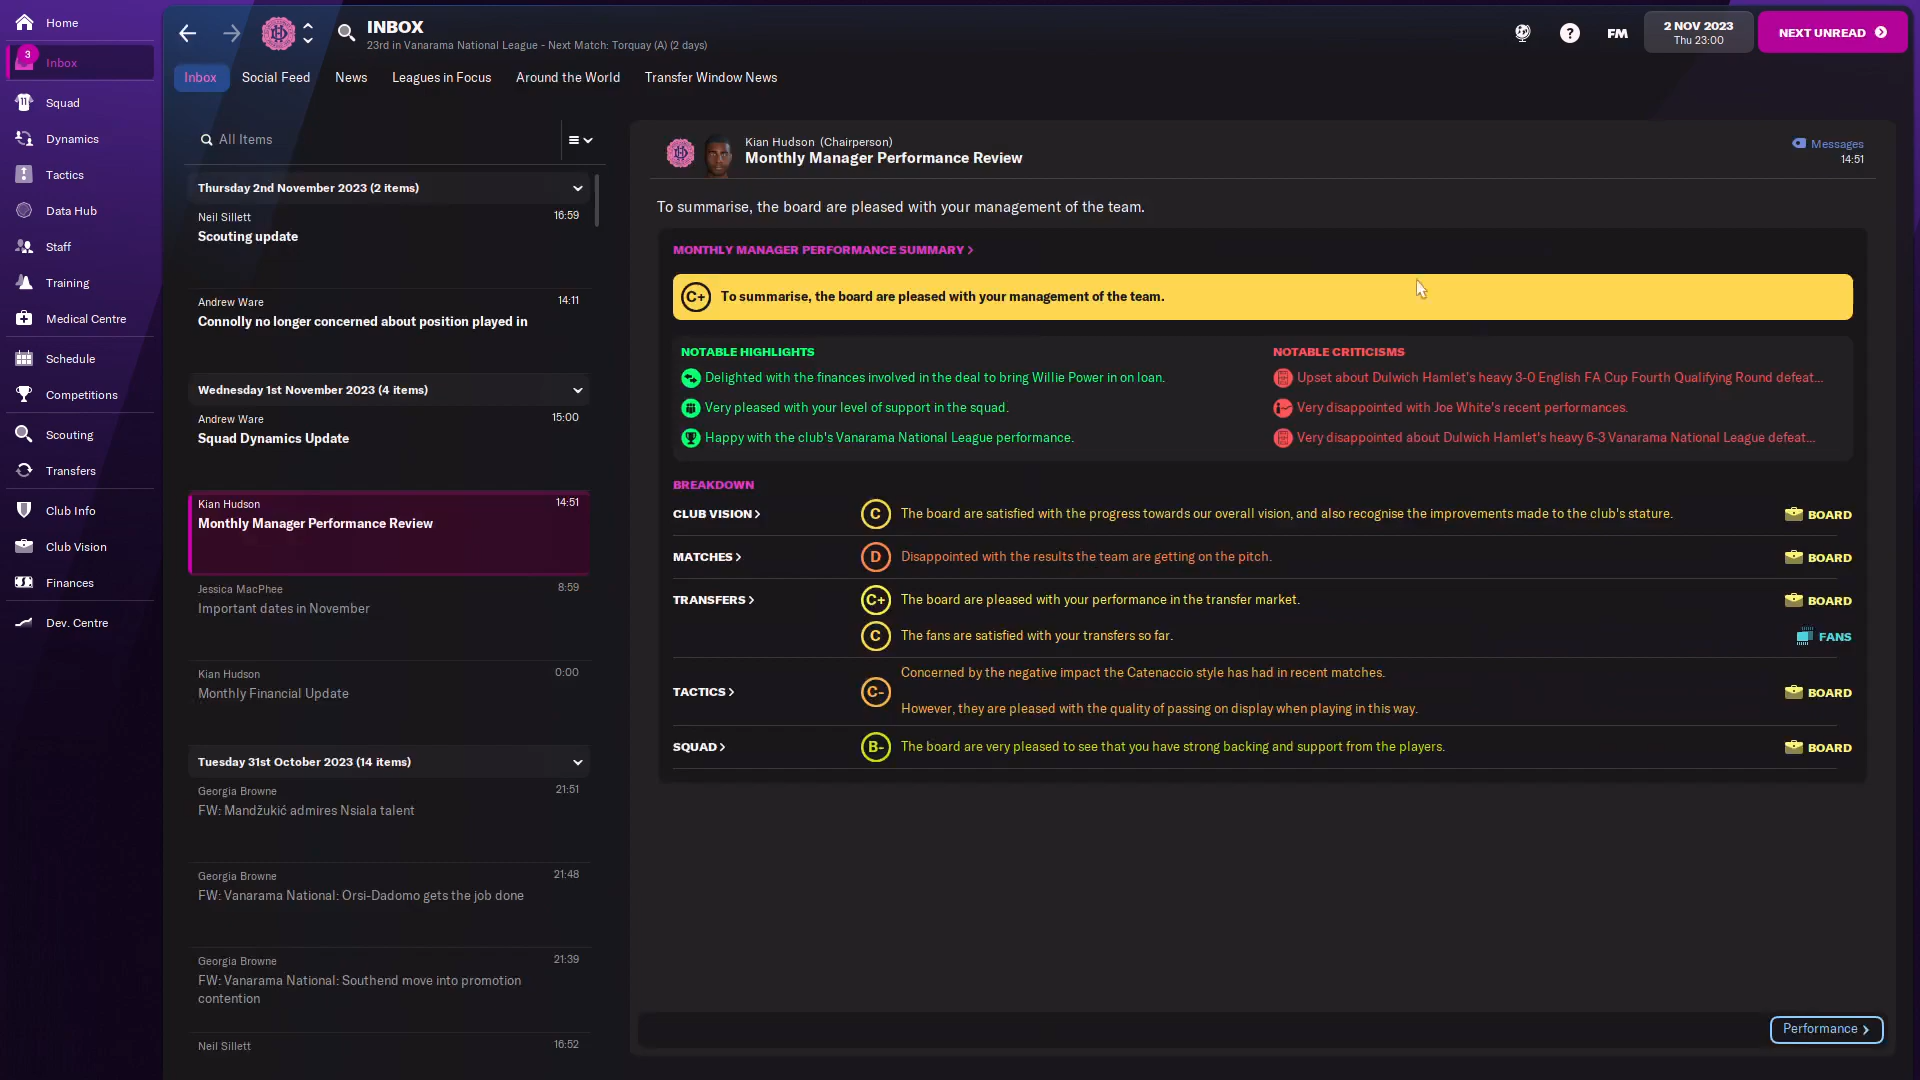 Home
3
Inbox
Squad
Dynamics
Tactics
Data Hub
Staff
Training
Medical Centre
Schedule
Competitions
Scouting
Transfers
Club Info
Club Vision
Finances
Dev. Centre
INBOX
23rd in Vanarama National League - Next Match: Torquay (A) (2 days)
?
FM
2 NOV 2023
Thu 23:00
NEXT UNREAD
Inbox
Social Feed
News
Leagues in Focus
Around the World
Transfer Window News
All Items
Thursday 2nd November 2023 (2 items)
Neil Sillett
16:59
Scouting update
Andrew Ware
14:11
Connolly no longer concerned about position played in
Wednesday 1st November 2023 (4 items)
Andrew Ware
15:00
Squad Dynamics Update
Kian Hudson
14:51
Monthly Manager Performance Review
Jessica MacPhee
8:59
Important dates in November
Kian Hudson
0:00
Monthly Financial Update
Tuesday 31st October 2023 (14 items)
Georgia Browne
21:51
FW: Mandžukić admires Nsiala talent
Georgia Browne
21:48
FW: Vanarama National: Orsi-Dadomo gets the job done
Georgia Browne
21:39
FW: Vanarama National: Southend move into promotion
contention
Neil Sillett
16:52
Kian Hudson (Chairperson)
Monthly Manager Performance Review
Messages
14:51
To summarise, the board are pleased with your management of the team.
MONTHLY MANAGER PERFORMANCE SUMMARY >
C+ To summarise, the board are pleased with your management of the team.
NOTABLE HIGHLIGHTS
Delighted with the finances involved in the deal to bring Willie Power in on loan.
Very pleased with your level of support in the squad.
Happy with the club's Vanarama National League performance.
NOTABLE CRITICISMS
Upset about Dulwich Hamlet's heavy 3-0 English FA Cup Fourth Qualifying Round defeat...
Very disappointed with Joe White's recent performances.
Very disappointed about Dulwich Hamlet's heavy 6-3 Vanarama National League defeat...
BREAKDOWN
CLUB VISION > C The board are satisfied with the progress towards our overall vision, and also recognise the improvements made to the club's stature. BOARD
MATCHES > D Disappointed with the results the team are getting on the pitch. BOARD
TRANSFERS > C+ The board are pleased with your performance in the transfer market. BOARD
C The fans are satisfied with your transfers so far. FANS
Concerned by the negative impact the Catenaccio style has had in recent matches.
TACTICS > C- BOARD
However, they are pleased with the quality of passing on display when playing in this way.
SQUAD > B- The board are very pleased to see that you have strong backing and support from the players. BOARD
Performance >